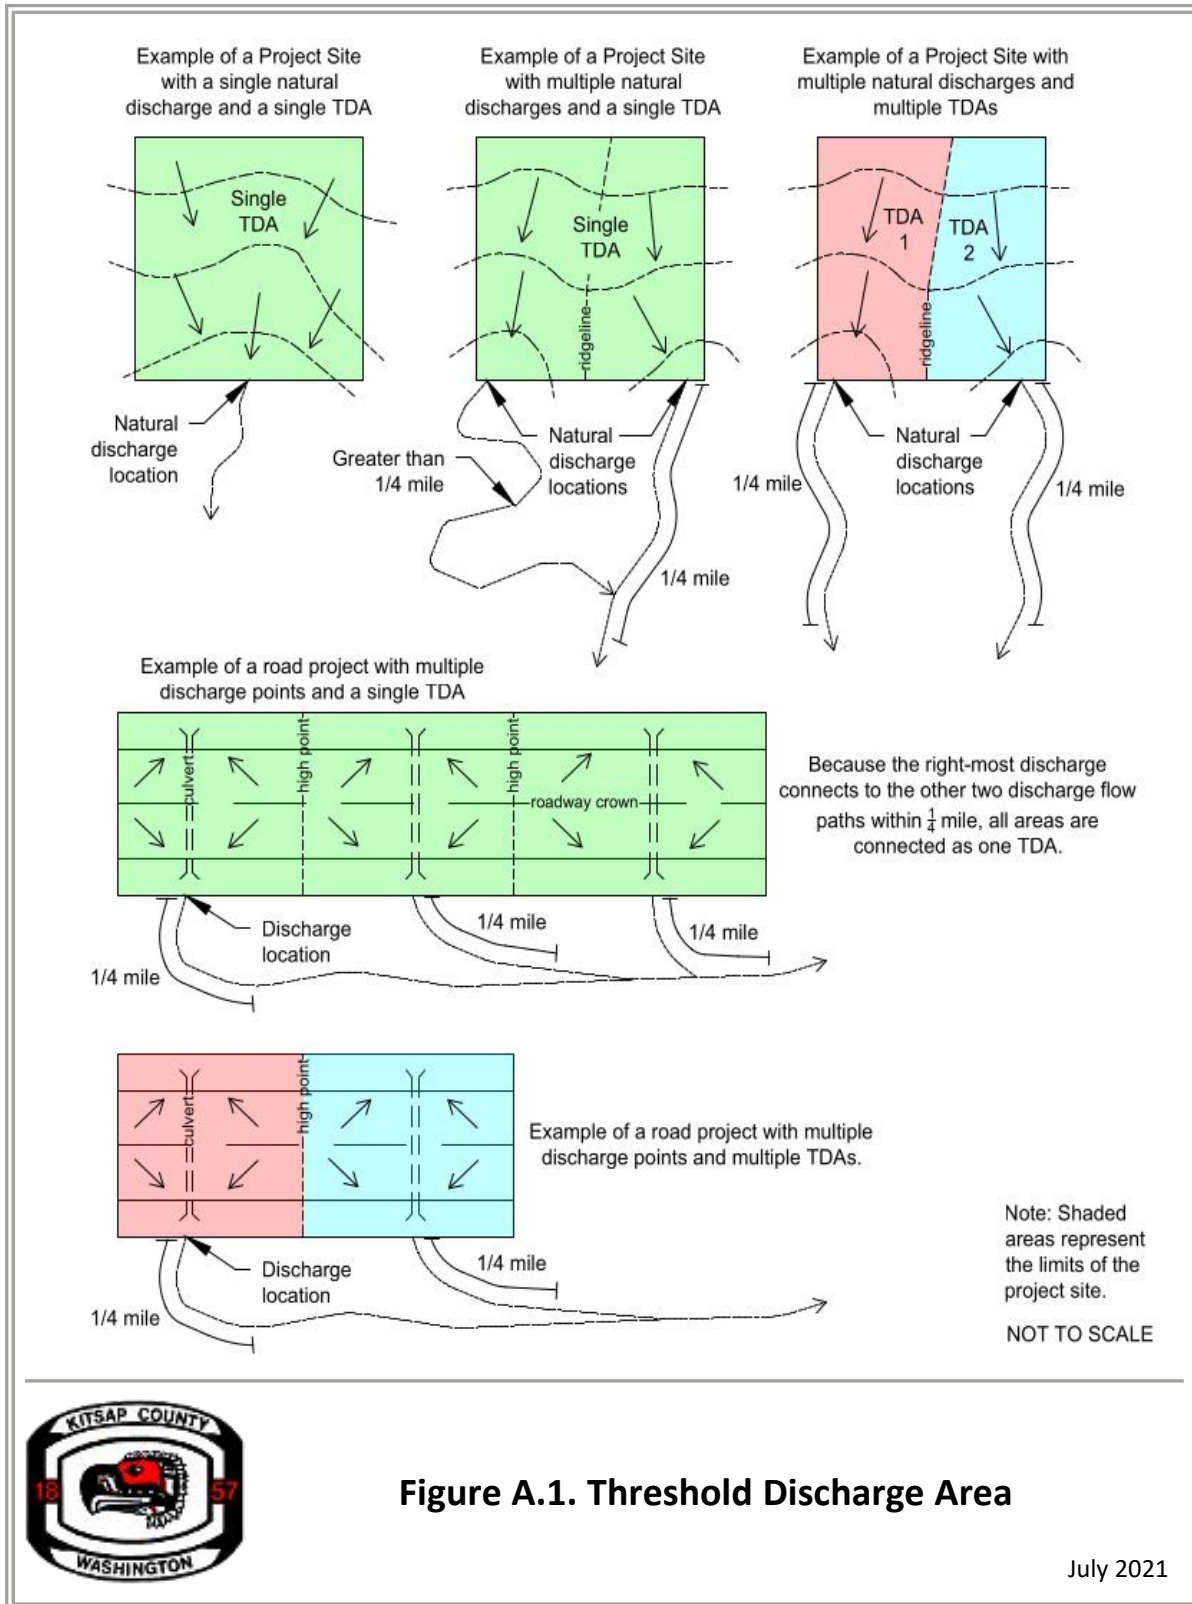 Example of a Project Site
with a single natural
discharge and a single TDA
Example of a Project Site
with multiple natural
discharges and a single TDA
Example of a Project Site with
multiple natural discharges and
multiple TDAs
Single
TDA
Single
TDA
ridgeline
TDA
1
TDA
2
ridgeline
Natural
discharge
location
Greater than
1/4 mile
Natural
discharge
locations
1/4 mile
1/4 mile
Natural
discharge
locations
1/4 mile
Example of a road project with multiple
discharge points and a single TDA
culvert
high point
high point
roadway crown
Because the right-most discharge
connects to the other two discharge flow
paths within 1/4 mile, all areas are
connected as one TDA.
Discharge
location
1/4 mile
1/4 mile
1/4 mile
culvert
high point
Example of a road project with multiple
discharge points and multiple TDAs.
Discharge
location
1/4 mile
1/4 mile
Note: Shaded
areas represent
the limits of the
project site.
NOT TO SCALE
KITSAP COUNTY
18 57
WASHINGTON
Figure A.1. Threshold Discharge Area
July 2021